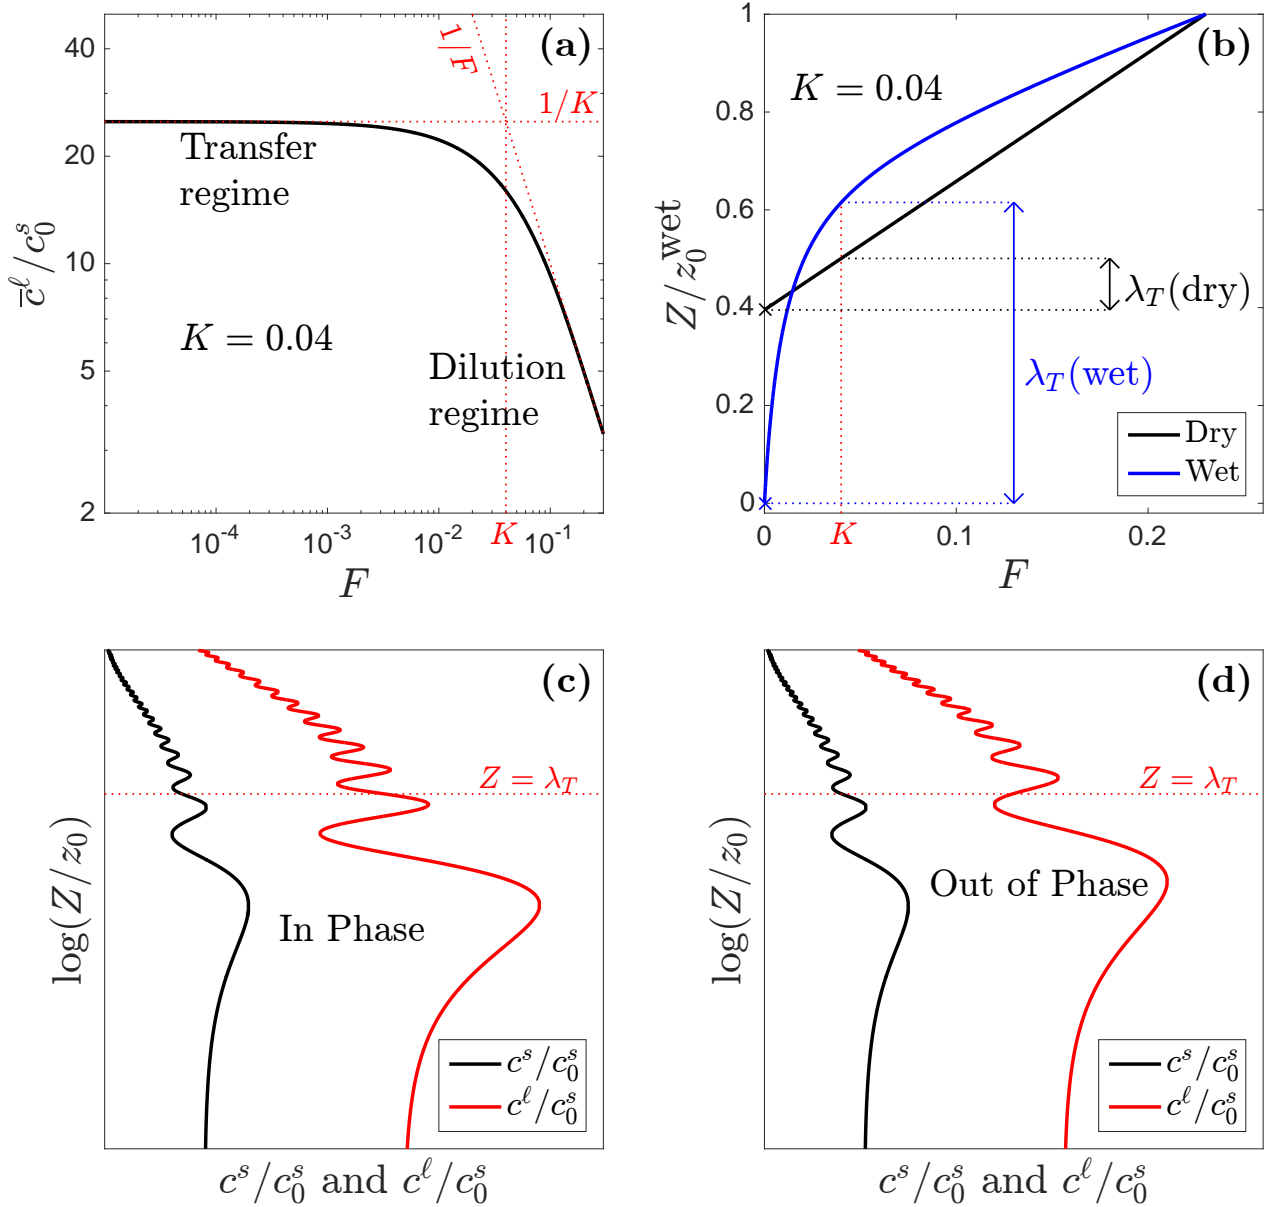 (a)
40
20
10
5
2
c̅^ℓ/c_0^s
1/F
1/K
Transfer
regime
K = 0.04
Dilution
regime
10^-4
10^-3
10^-2
K
10^-1
F
(b)
1
0.8
0.6
0.4
0.2
0
Z/z_0^wet
K = 0.04
λ_T(dry)
λ_T(wet)
Dry
Wet
0
K
0.1
0.2
F
(c)
Z = λ_T
log(Z/z_0)
In Phase
c^s/c_0^s
c^ℓ/c_0^s
c^s/c_0^s and c^ℓ/c_0^s
(d)
Z = λ_T
log(Z/z_0)
Out of Phase
c^s/c_0^s
c^ℓ/c_0^s
c^s/c_0^s and c^ℓ/c_0^s